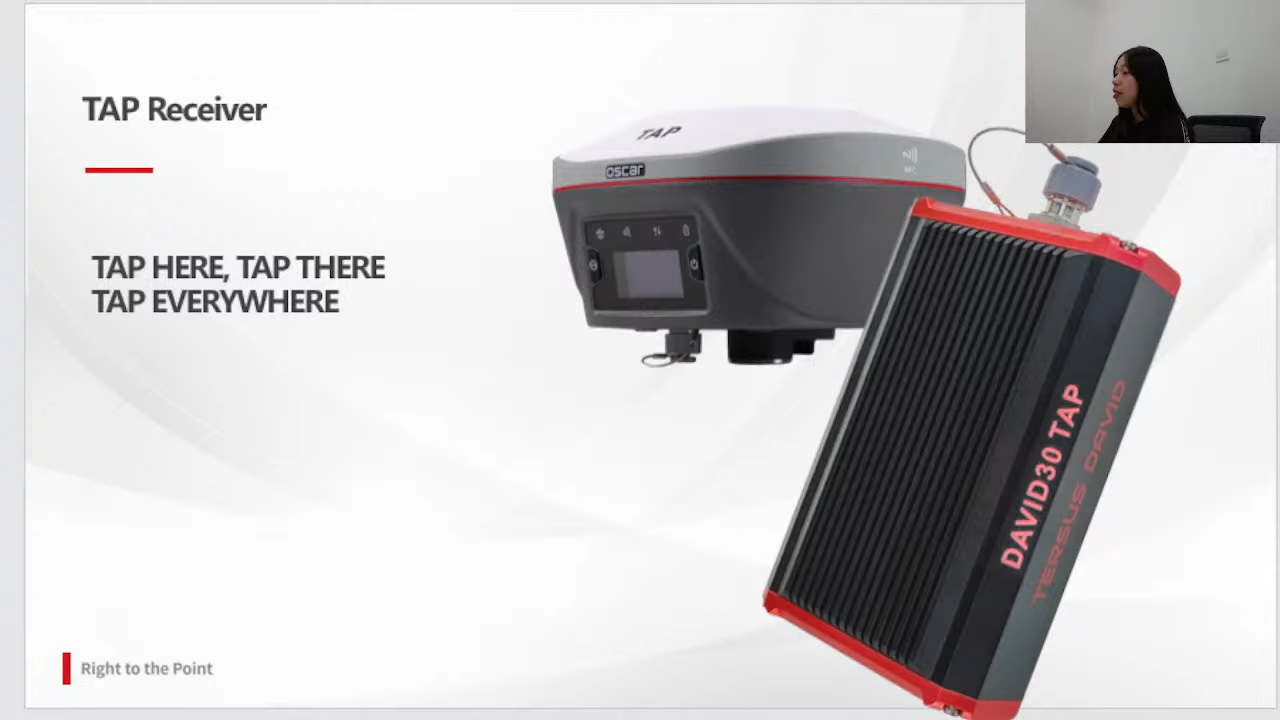 TAP Receiver
TAP HERE, TAP THERE
TAP EVERYWHERE
TAP
oscar
DAVID30 TAP
TERSUS DAVID
Right to the Point